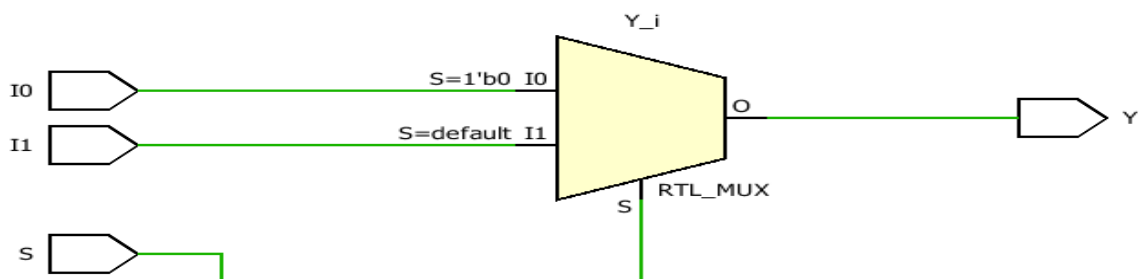 Y_i
I0
S=1'b0 I0
I1
S=default I1
O
Y
S
RTL_MUX
S